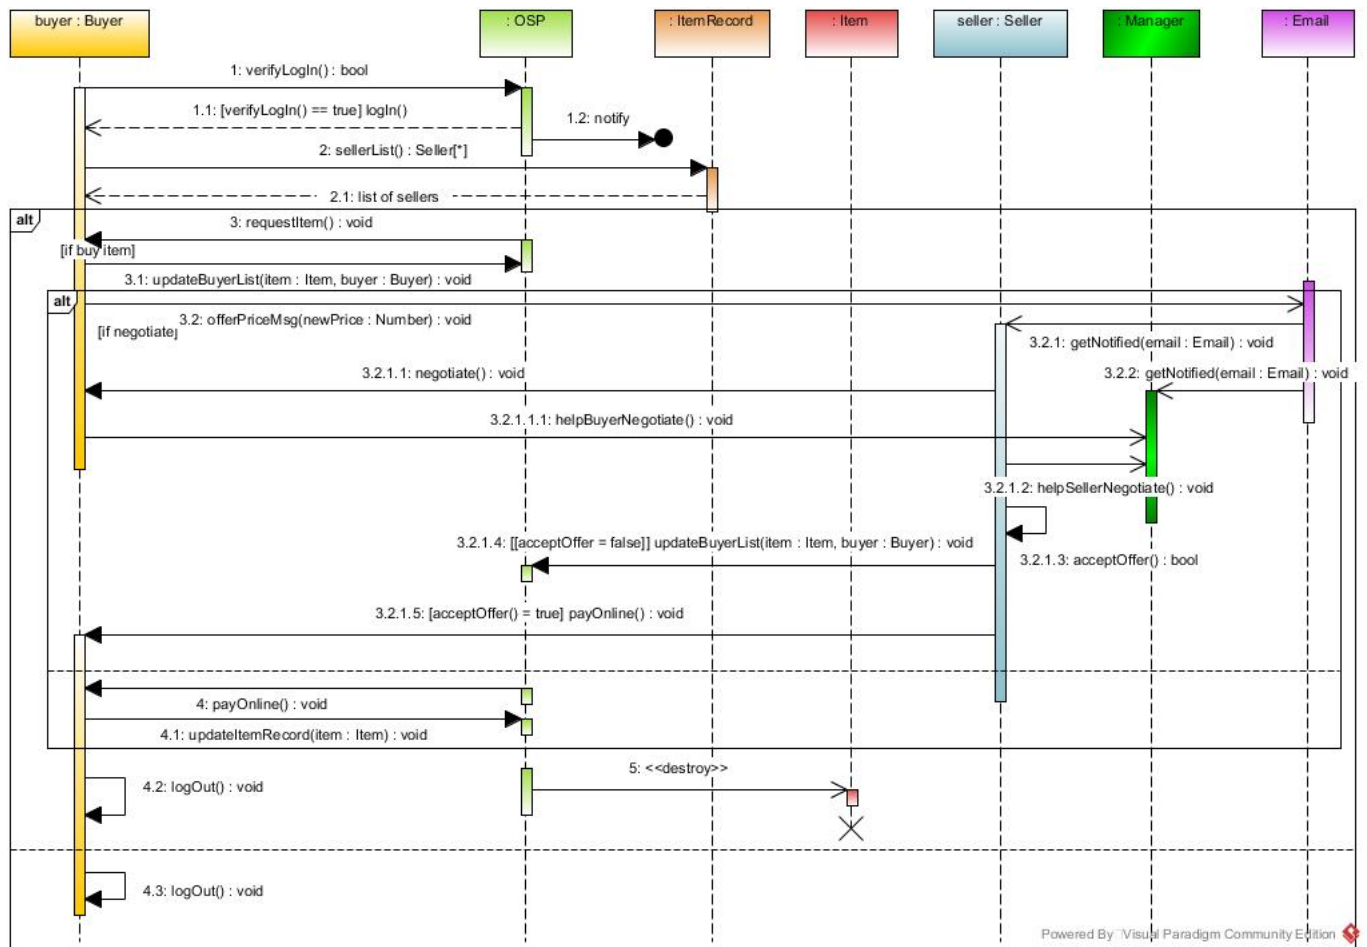 buyer : Buyer
: OSP
: ItemRecord
: Item
seller : Seller
: Manager
: Email
1: verifyLogIn() : bool
1.1: [verifyLogIn() == true] logIn()
1.2: notify
2: sellerList() : Seller[*]
2.1: list of sellers
alt
3: requestItem() : void
[if buy item]
3.1: updateBuyerList(item : Item, buyer : Buyer) : void
alt
3.2: offerPriceMsg(newPrice : Number) : void
[if negotiate]
3.2.1: getNotified(email : Email) : void
3.2.1.1: negotiate() : void
3.2.2: getNotified(email : Email) : void
3.2.1.1.1: helpBuyerNegotiate() : void
3.2.1.2: helpSellerNegotiate() : void
3.2.1.4: [[acceptOffer = false]] updateBuyerList(item : Item, buyer : Buyer) : void
3.2.1.3: acceptOffer() : bool
3.2.1.5: [acceptOffer() = true] payOnline() : void
4: payOnline() : void
4.1: updateItemRecord(item : Item) : void
5: <<destroy>>
4.2: logOut() : void
4.3: logOut() : void
Powered By Visual Paradigm Community Edition